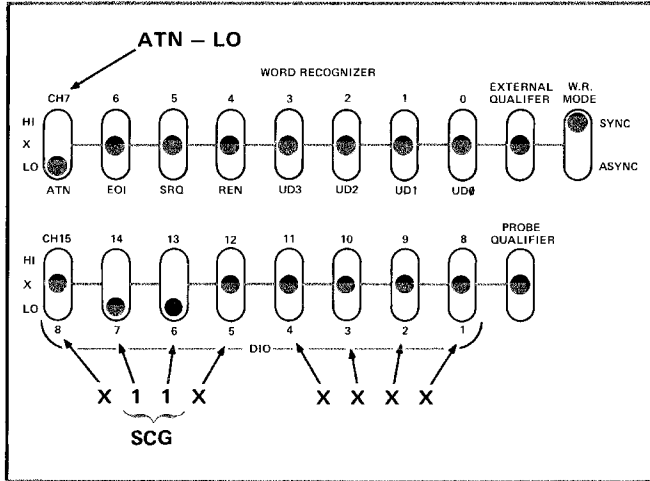 ATN – LO
WORD RECOGNIZER
CH7 6 5 4 3 2 1 0 EXTERNAL QUALIFER W.R. MODE
HI
X
LO
SYNC
ASYNC
ATN EOI SRQ REN UD3 UD2 UD1 UD0
CH15 14 13 12 11 10 9 8 PROBE QUALIFIER
HI
X
LO
8 7 6 5 4 3 2 1
DIO
X 1 1 X X X X X
SCG